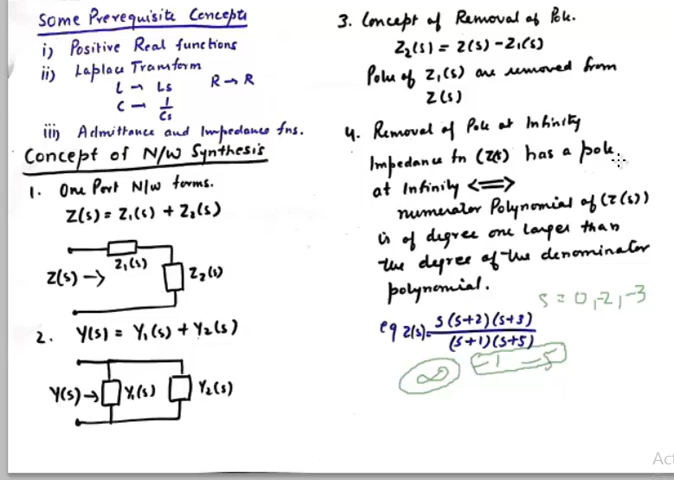 Some Prerequisite Concepts
i) Positive Real functions
ii) Laplace Transform
L → Ls R → R
C → 1/Cs
iii) Admittance and Impedance fns.
Concept of N/W Synthesis
1. One Port N/W forms.
Z(s) = Z1(s) + Z2(s)
Z1(s)
Z(s) → Z2(s)
2. Y(s) = Y1(s) + Y2(s)
Y(s) → Y1(s) Y2(s)
3. Concept of Removal of Pole.
Z2(s) = Z(s) - Z1(s)
Poles of Z1(s) are removed from
Z(s)
4. Removal of Pole at Infinity
Impedance fn (Z(s)) has a pole
at Infinity <=>
numerator Polynomial of (Z(s))
is of degree one larger than
the degree of the denominator
polynomial.
s = 0, -2, -3
eg Z(s) = s(s+2)(s+3) / (s+1)(s+5)
∞ -1 -5
Act